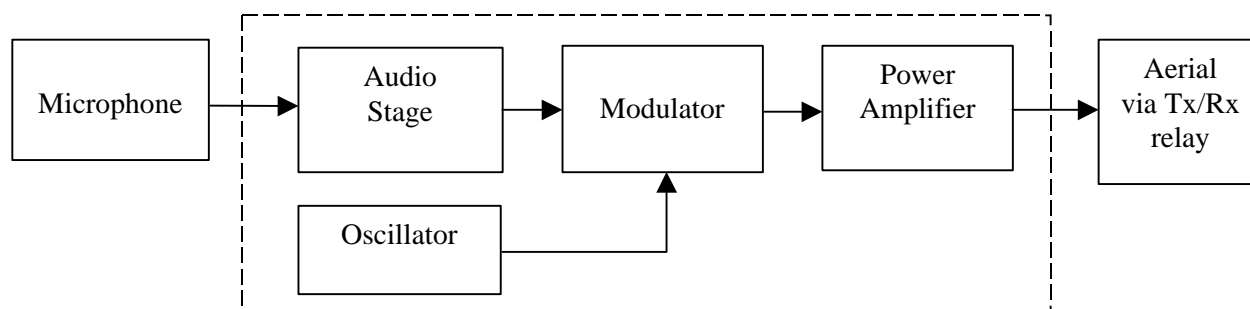 Microphone
Audio
Stage
Modulator
Power
Amplifier
Aerial
via Tx/Rx
relay
Oscillator